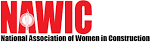 NAWIC
National Association of Women in Construction